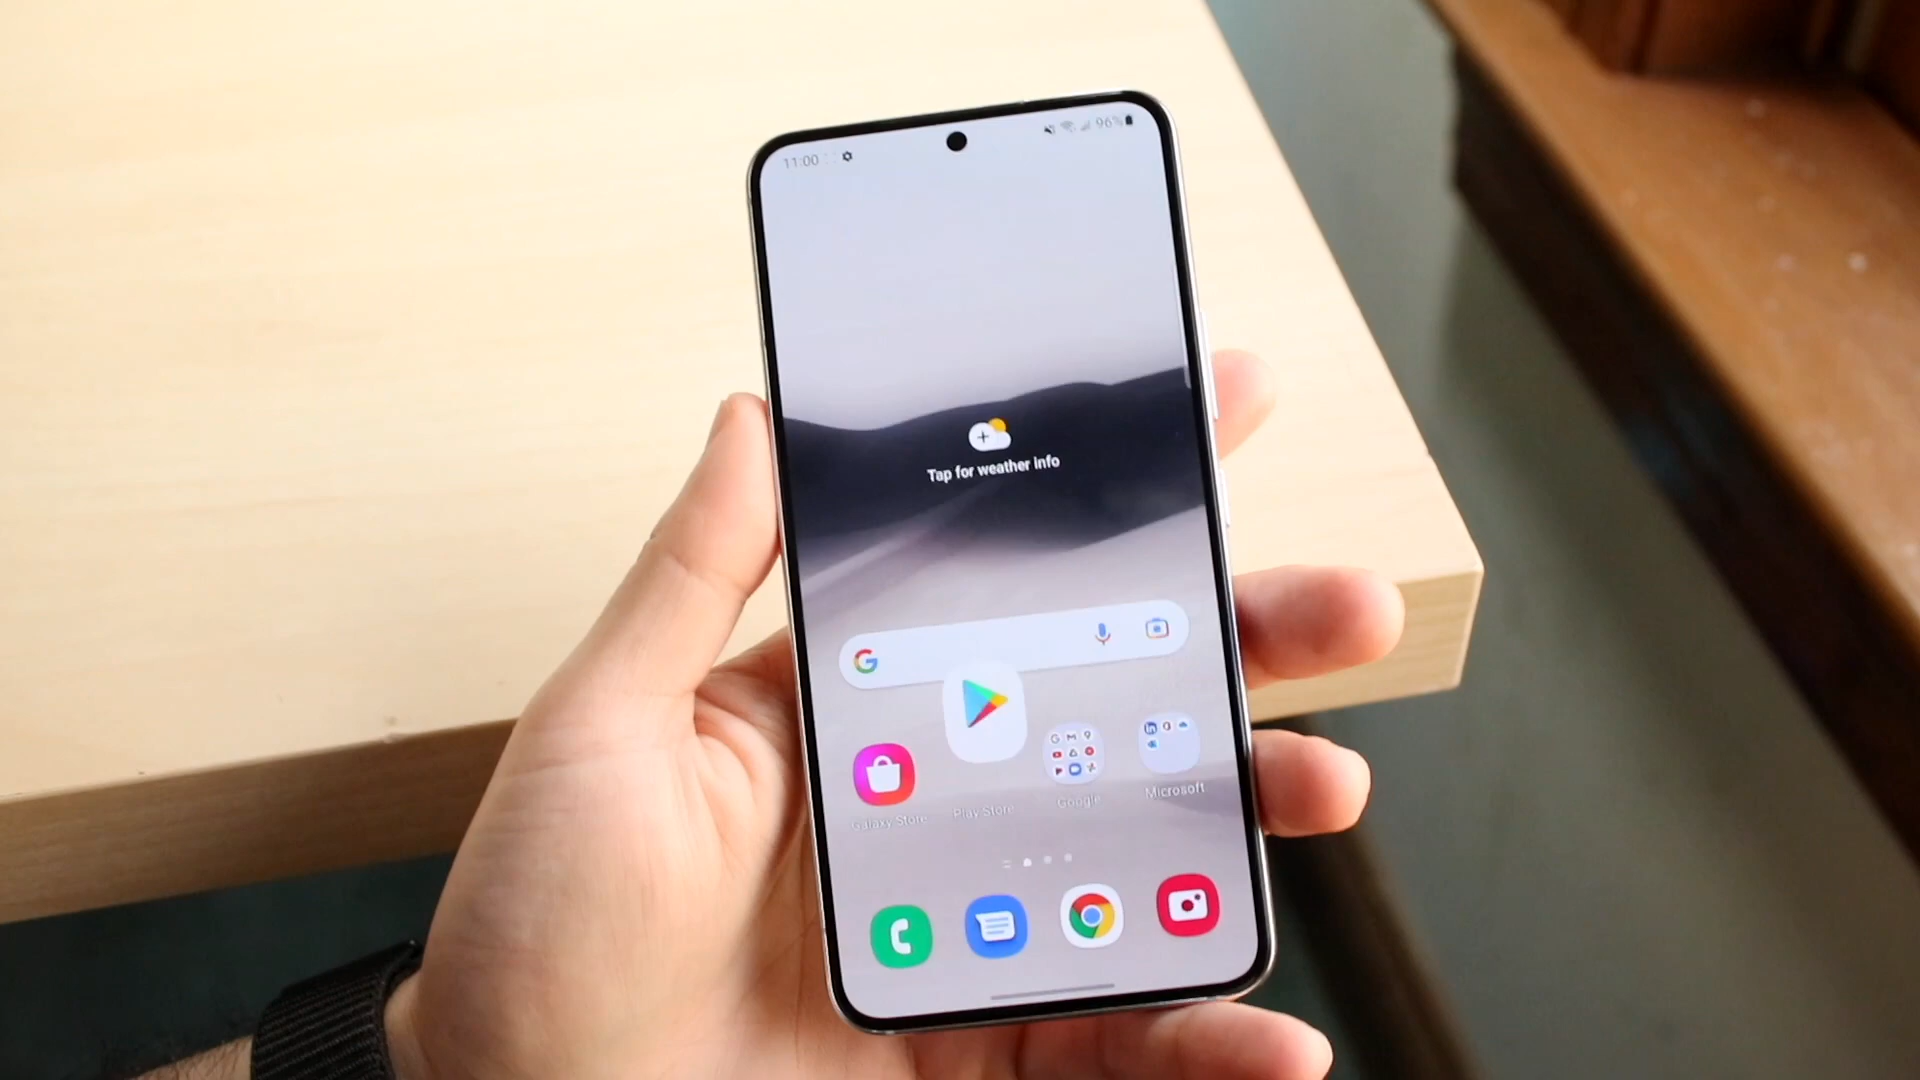 11:00
96%
Tap for weather info
Galaxy Store
Play Store
Google
Microsoft